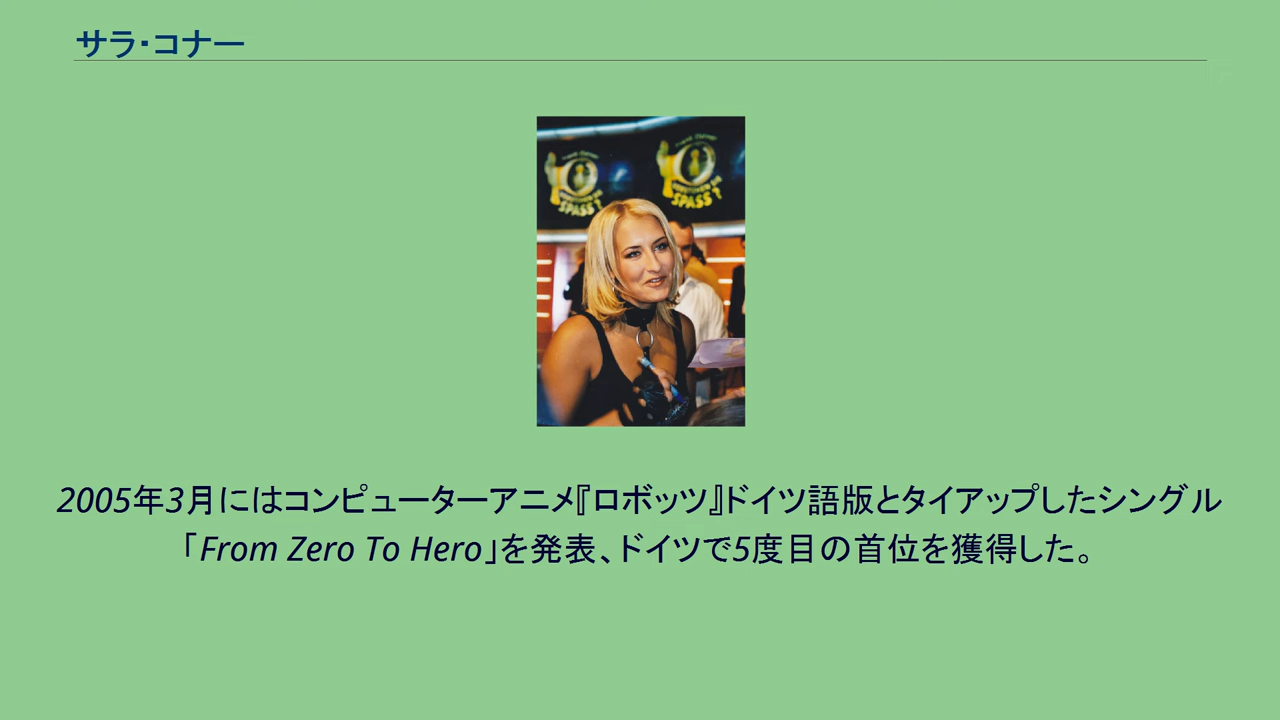 サラ・コナー
SPASS?
SPASS?
2005年3月にはコンピューターアニメ『ロボッツ』ドイツ語版とタイアップしたシングル
「From Zero To Hero」を発表、ドイツで5度目の首位を獲得した。